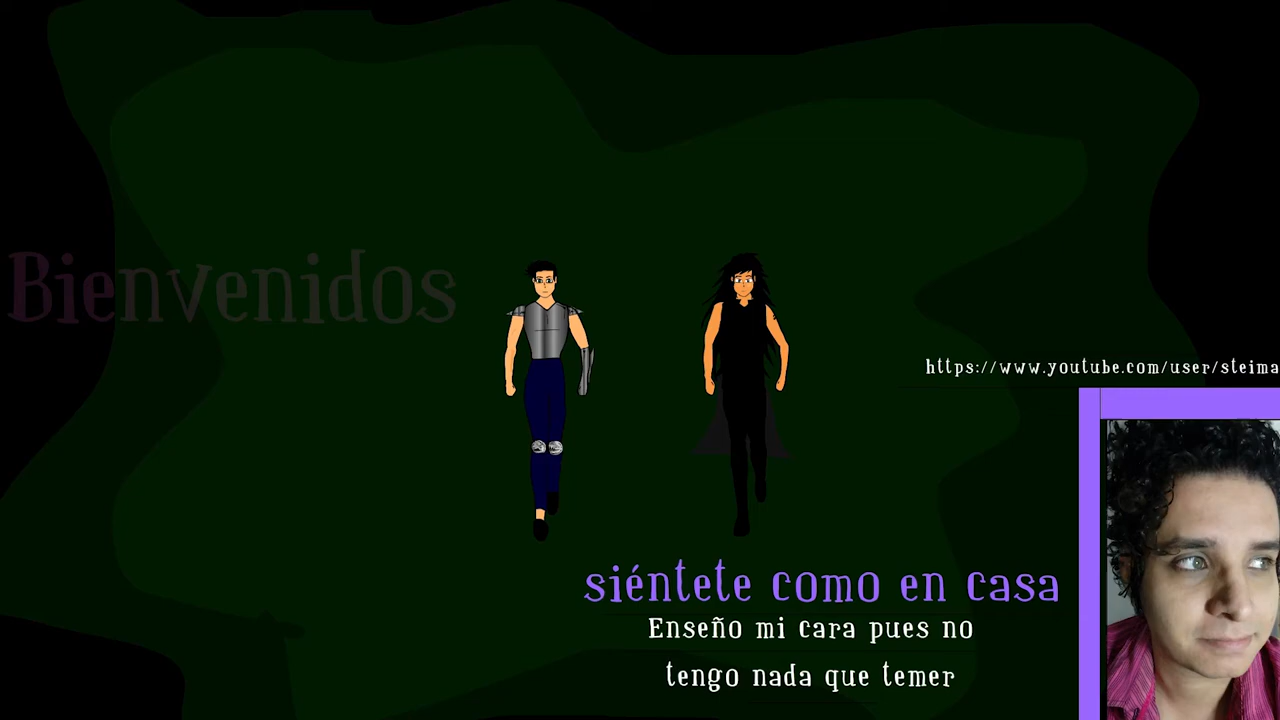 Bienvenidos
https://www.youtube.com/user/steima
siéntete como en casa
Enseño mi cara pues no
tengo nada que temer